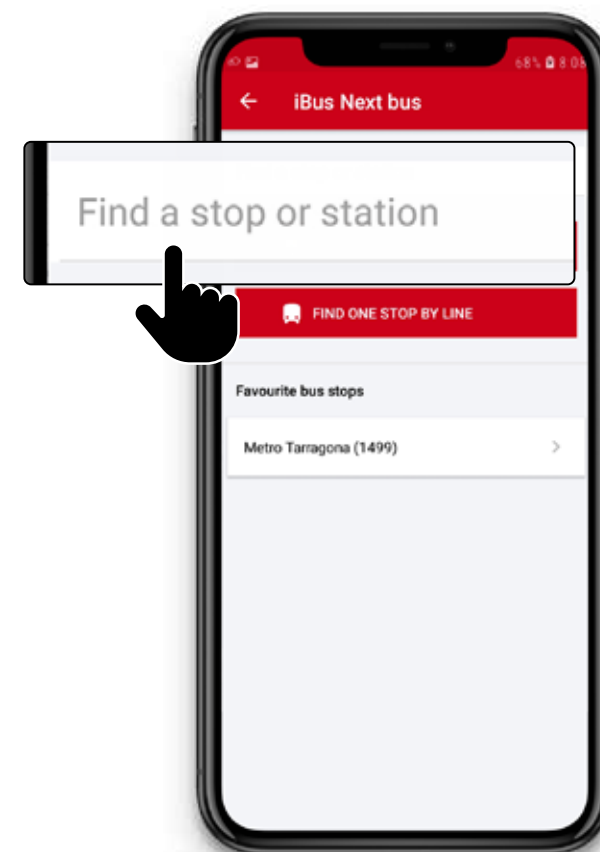 68% 8:08
iBus Next bus
Find a stop or station
FIND ONE STOP BY LINE
Favourite bus stops
Metro Tarragona (1499)